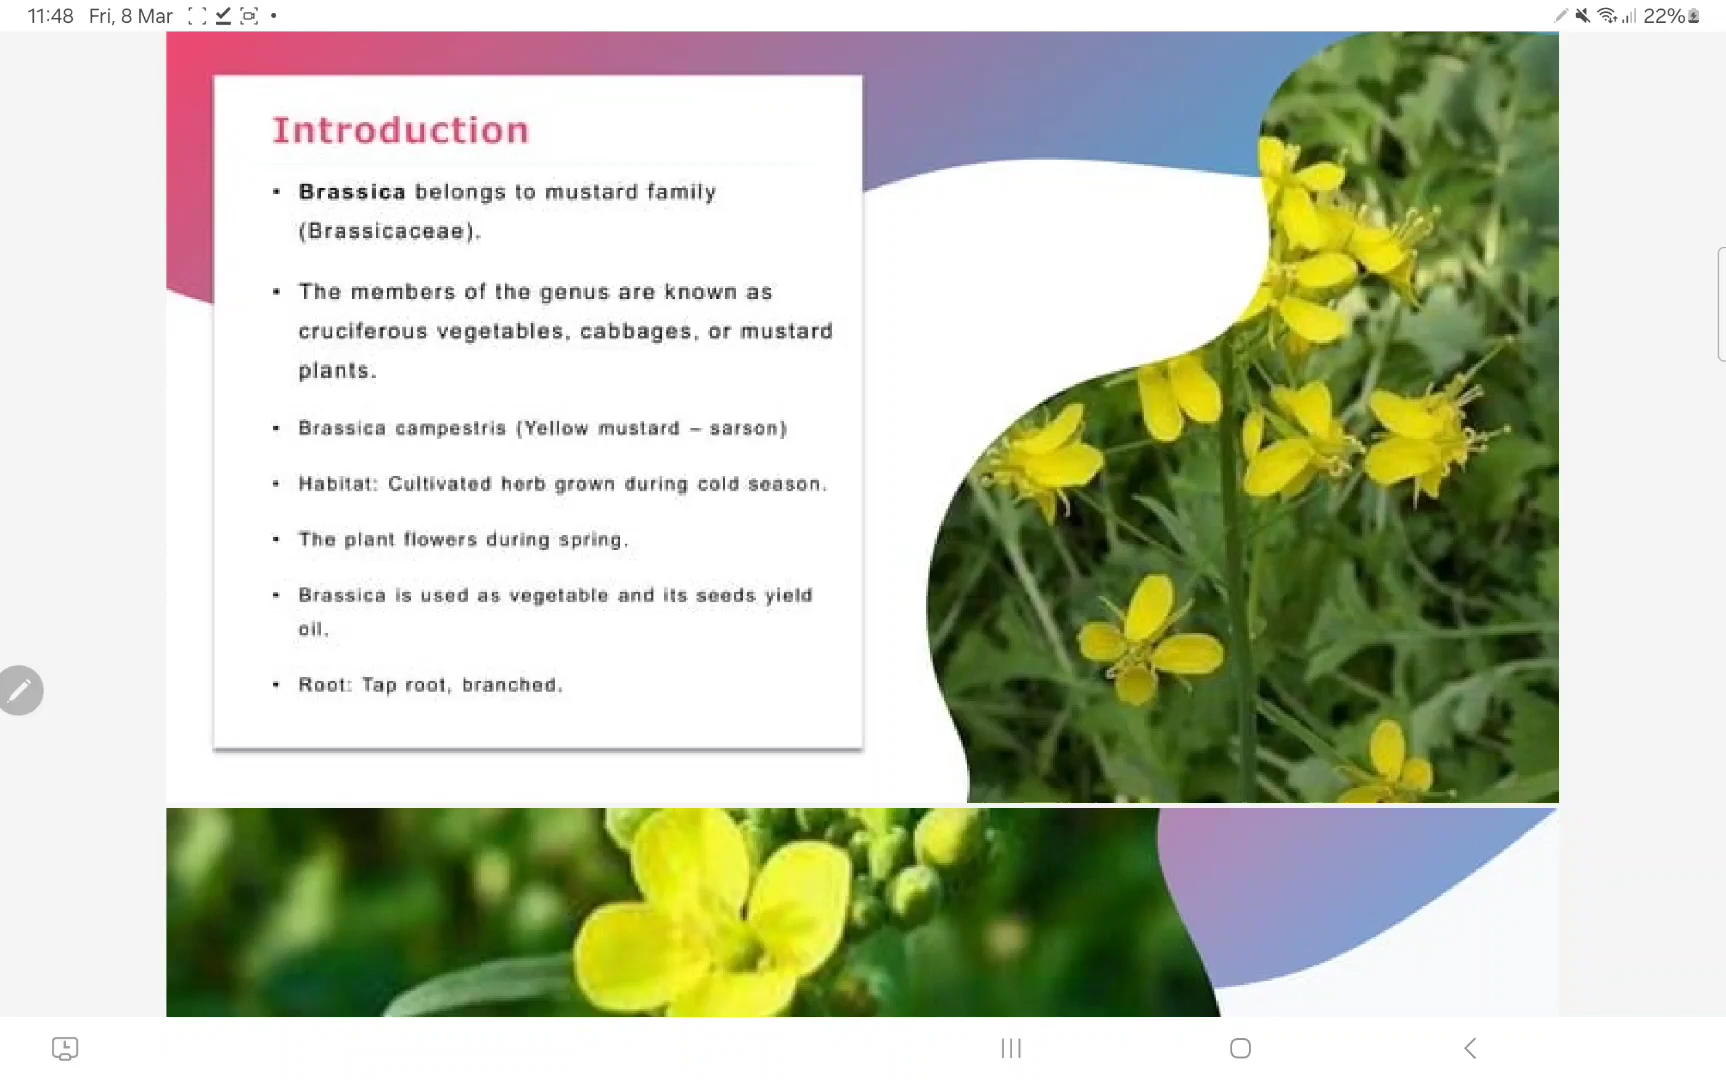 11:48 Fri, 8 Mar
22%
Introduction
• Brassica belongs to mustard family
(Brassicaceae).
• The members of the genus are known as
cruciferous vegetables, cabbages, or mustard
plants.
• Brassica campestris (Yellow mustard – sarson)
• Habitat: Cultivated herb grown during cold season.
• The plant flowers during spring.
• Brassica is used as vegetable and its seeds yield
oil.
• Root: Tap root, branched.